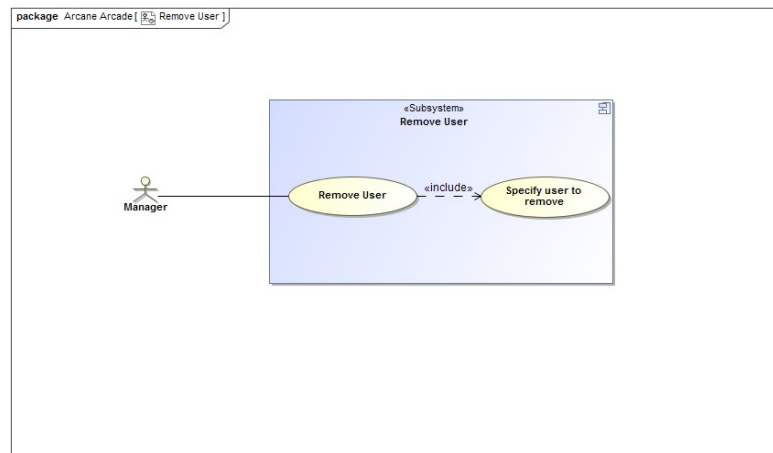 package Arcane Arcade [ Remove User ]
«Subsystem»
Remove User
Manager
Remove User
«include»
Specify user to
remove